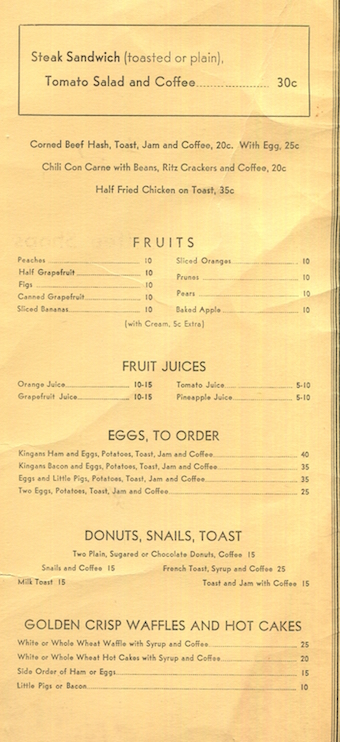 Steak Sandwich (toasted or plain),
Tomato Salad and Coffee 30c
Corned Beef Hash, Toast, Jam and Coffee, 20c. With Egg, 25c
Chili Con Carne with Beans, Ritz Crackers and Coffee, 20c
Half Fried Chicken on Toast, 35c
FRUITS
Peaches 10 Sliced Oranges 10
Half Grapefruit 10 Prunes 10
Figs 10
Canned Grapefruit 10 Pears 10
Sliced Bananas 10 Baked Apple 10
(with Cream, 5c Extra)
FRUIT JUICES
Orange Juice 10-15 Tomato Juice 5-10
Grapefruit Juice 10-15 Pineapple Juice 5-10
EGGS, TO ORDER
Kingans Ham and Eggs, Potatoes, Toast, Jam and Coffee 40
Kingans Bacon and Eggs, Potatoes, Toast, Jam and Coffee 35
Eggs and Little Pigs, Potatoes, Toast, Jam and Coffee 35
Two Eggs, Potatoes, Toast, Jam and Coffee 25
DONUTS, SNAILS, TOAST
Two Plain, Sugared or Chocolate Donuts, Coffee 15
Snails and Coffee 15 French Toast, Syrup and Coffee 25
Milk Toast 15 Toast and Jam with Coffee 15
GOLDEN CRISP WAFFLES AND HOT CAKES
White or Whole Wheat Waffle with Syrup and Coffee 25
White or Whole Wheat Hot Cakes with Syrup and Coffee 20
Side Order of Ham or Eggs 15
Little Pigs or Bacon 10